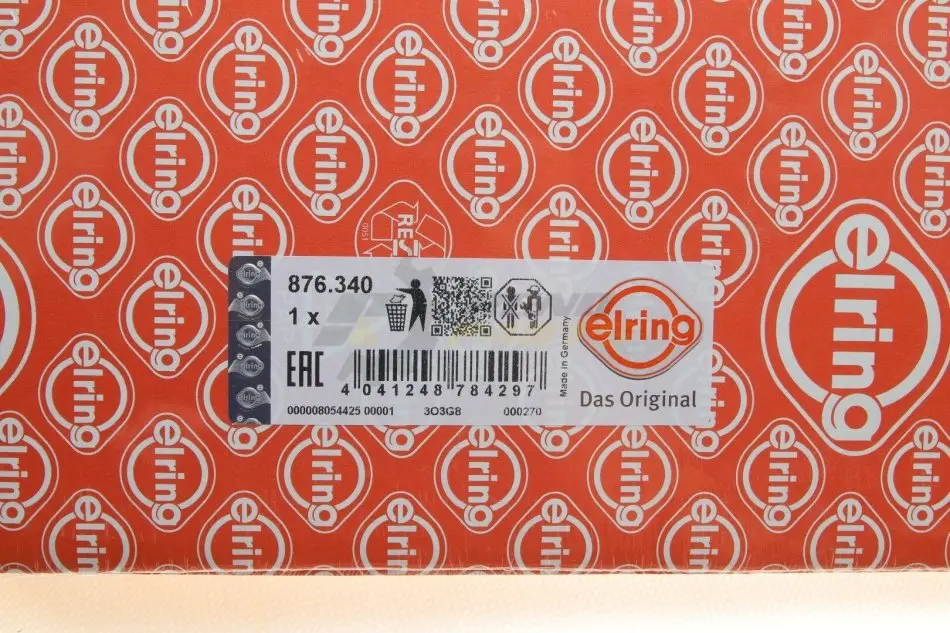 876.340
1 x
EAC
4 041248 784297
000008054425 00001 3O3G8 000270
Made in Germany
elring
Das Original
elring